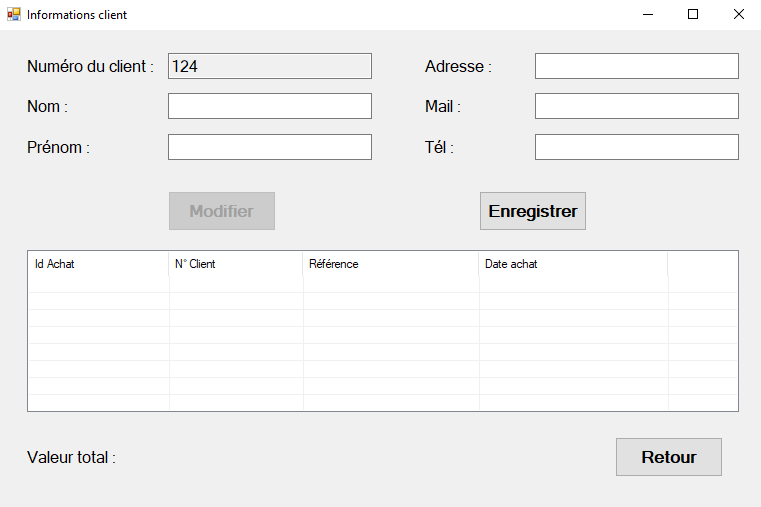 Informations client
Numéro du client : 124
Adresse :
Nom :
Mail :
Prénom :
Tél :
Modifier
Enregistrer
Id Achat N° Client Référence Date achat
Valeur total :
Retour